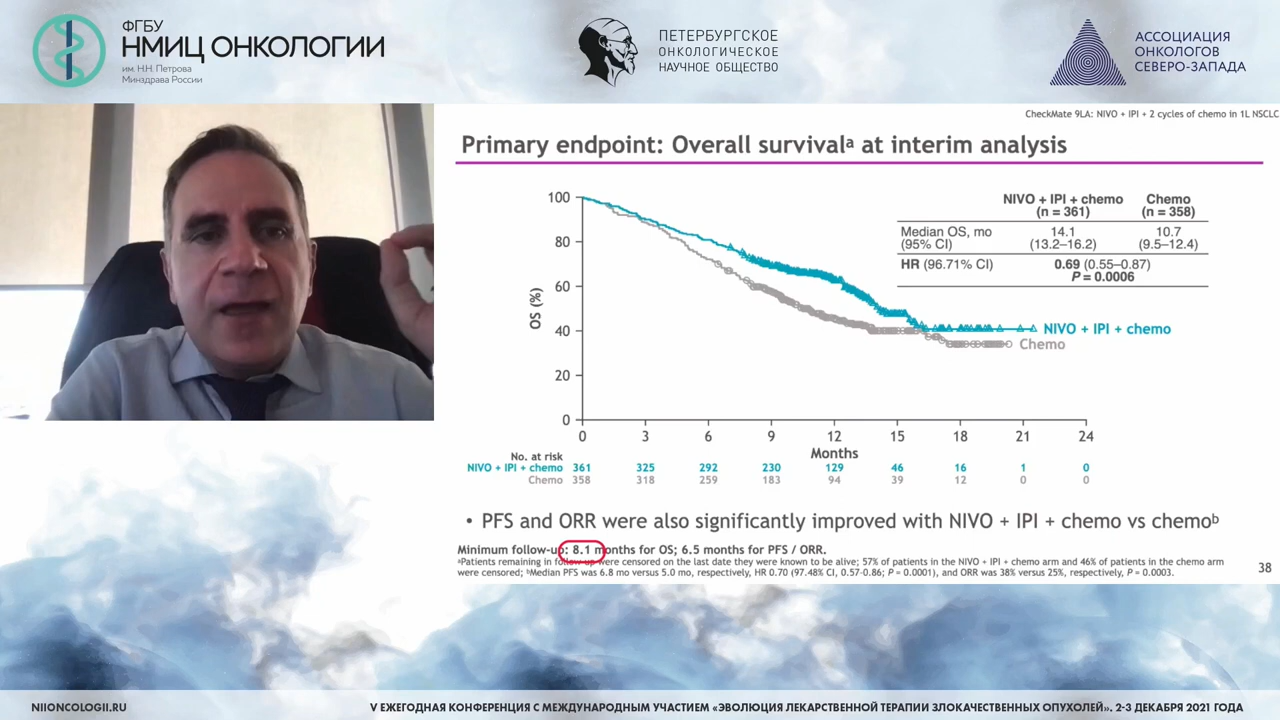 ФГБУ
НМИЦ ОНКОЛОГИИ
им. Н.Н. Петрова
Минздрава России
ПЕТЕРБУРГСКОЕ
ОНКОЛОГИЧЕСКОЕ
НАУЧНОЕ ОБЩЕСТВО
АССОЦИАЦИЯ
ОНКОЛОГОВ
СЕВЕРО-ЗАПАДА
CheckMate 9LA: NIVO + IPI + 2 cycles of chemo in 1L NSCLC
Primary endpoint: Overall survivalᵃ at interim analysis
NIVO + IPI + chemo Chemo
(n = 361) (n = 358)
Median OS, mo 14.1 10.7
(95% CI) (13.2–16.2) (9.5–12.4)
HR (96.71% CI) 0.69 (0.55–0.87)
P = 0.0006
OS (%)
100
80
60
40
20
0
NIVO + IPI + chemo
Chemo
0 3 6 9 12 15 18 21 24
Months
No. at risk
NIVO + IPI + chemo 361 325 292 230 129 46 16 1 0
Chemo 358 318 259 183 94 39 12 0 0
• PFS and ORR were also significantly improved with NIVO + IPI + chemo vs chemoᵇ
Minimum follow-up: 8.1 months for OS; 6.5 months for PFS / ORR.
ᵃPatients remaining in follow-up were censored on the last date they were known to be alive; 57% of patients in the NIVO + IPI + chemo arm and 46% of patients in the chemo arm
were censored; ᵇMedian PFS was 6.8 mo versus 5.0 mo, respectively, HR 0.70 (97.48% CI, 0.57-0.86; P = 0.0001), and ORR was 38% versus 25%, respectively, P = 0.0003.
38
NIIONCOLOGII.RU
V ЕЖЕГОДНАЯ КОНФЕРЕНЦИЯ С МЕЖДУНАРОДНЫМ УЧАСТИЕМ «ЭВОЛЮЦИЯ ЛЕКАРСТВЕННОЙ ТЕРАПИИ ЗЛОКАЧЕСТВЕННЫХ ОПУХОЛЕЙ». 2-3 ДЕКАБРЯ 2021 ГОДА